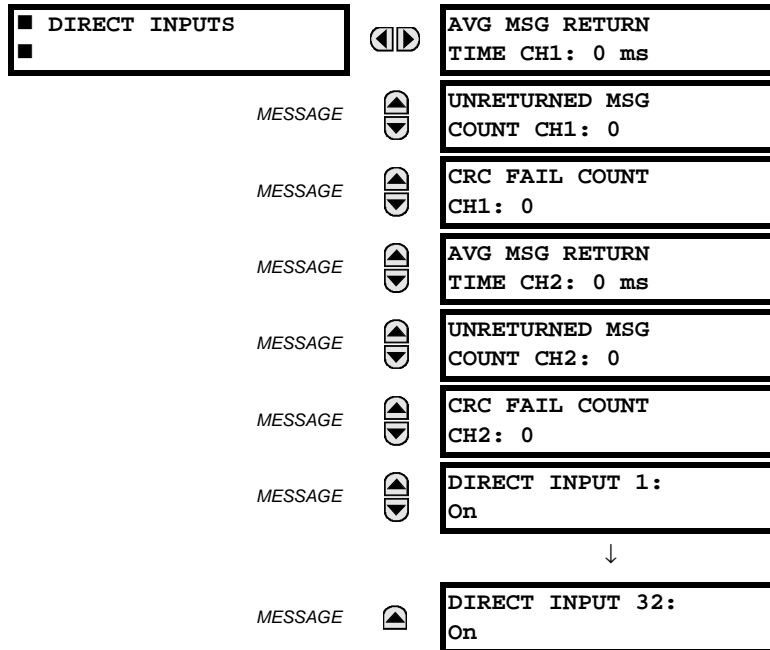 ■ DIRECT INPUTS
■
AVG MSG RETURN
TIME CH1: 0 ms
MESSAGE
UNRETURNED MSG
COUNT CH1: 0
MESSAGE
CRC FAIL COUNT
CH1: 0
MESSAGE
AVG MSG RETURN
TIME CH2: 0 ms
MESSAGE
UNRETURNED MSG
COUNT CH2: 0
MESSAGE
CRC FAIL COUNT
CH2: 0
MESSAGE
DIRECT INPUT 1:
On
↓
MESSAGE
DIRECT INPUT 32:
On